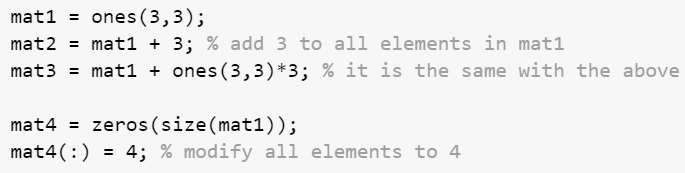 mat1 = ones(3,3);
mat2 = mat1 + 3; % add 3 to all elements in mat1
mat3 = mat1 + ones(3,3)*3; % it is the same with the above
mat4 = zeros(size(mat1));
mat4(:) = 4; % modify all elements to 4